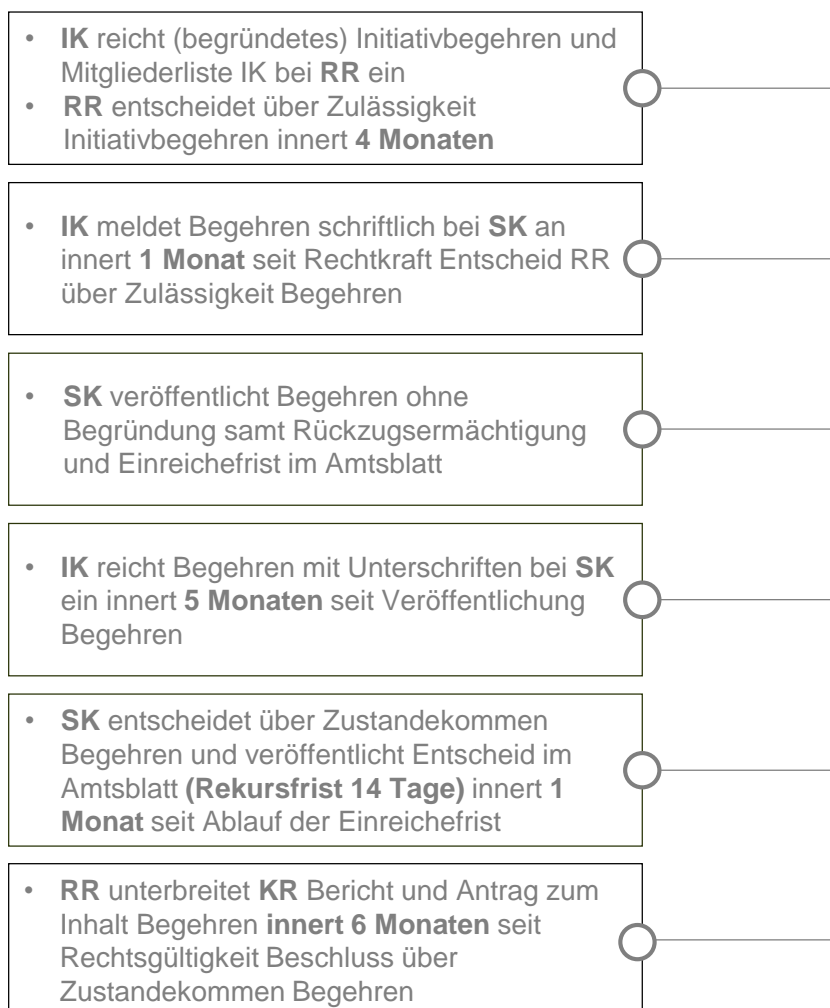 • IK reicht (begründetes) Initiativbegehren und
Mitgliederliste IK bei RR ein
• RR entscheidet über Zulässigkeit
Initiativbegehren innert 4 Monaten
• IK meldet Begehren schriftlich bei SK an
innert 1 Monat seit Rechtkraft Entscheid RR
über Zulässigkeit Begehren
• SK veröffentlicht Begehren ohne
Begründung samt Rückzugsermächtigung
und Einreichefrist im Amtsblatt
• IK reicht Begehren mit Unterschriften bei SK
ein innert 5 Monaten seit Veröffentlichung
Begehren
• SK entscheidet über Zustandekommen
Begehren und veröffentlicht Entscheid im
Amtsblatt (Rekursfrist 14 Tage) innert 1
Monat seit Ablauf der Einreichefrist
• RR unterbreitet KR Bericht und Antrag zum
Inhalt Begehren innert 6 Monaten seit
Rechtsgültigkeit Beschluss über
Zustandekommen Begehren